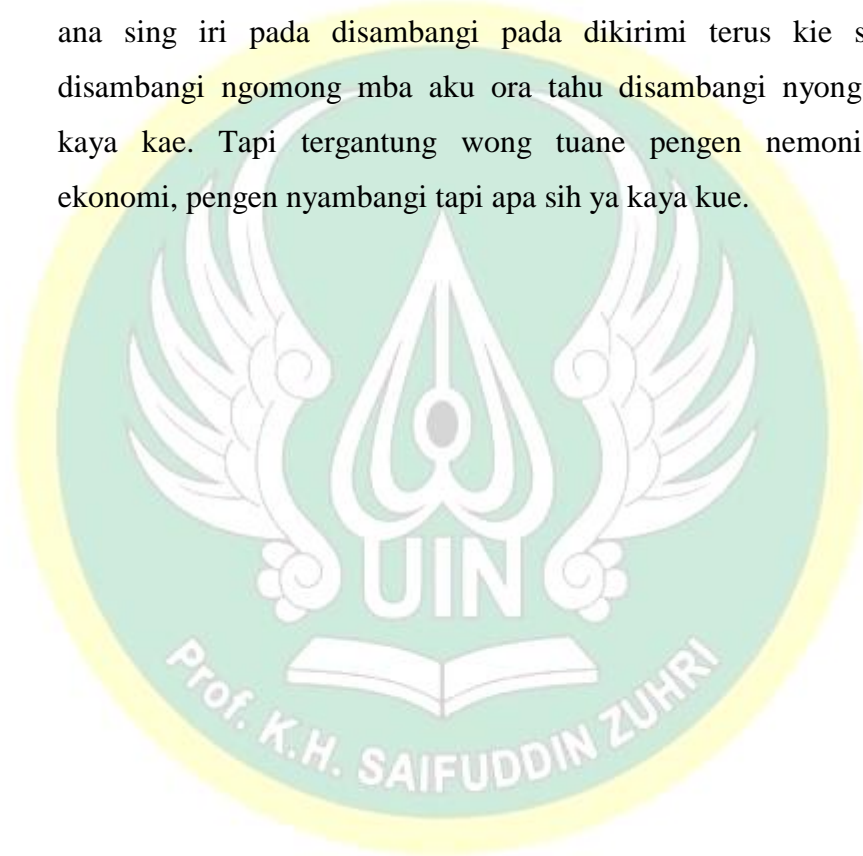 ana sing iri pada disambangi pada dikirimi terus kie s
disambangi ngomong mba aku ora tahu disambangi nyong
kaya kae. Tapi tergantung wong tuane pengen nemoni
ekonomi, pengen nyambangi tapi apa sih ya kaya kue.
UIN
Prof. K.H. SAIFUDDIN ZUHRI